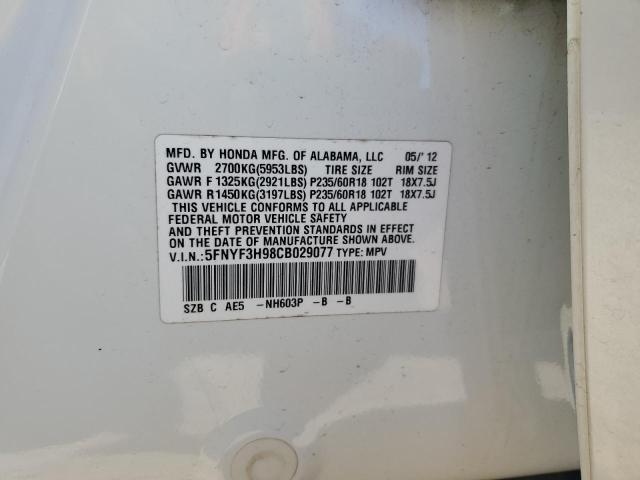 MFD. BY HONDA MFG. OF ALABAMA, LLC 05/'12
GVWR 2700KG(5953LBS) TIRE SIZE RIM SIZE
GAWR F 1325KG(2921LBS) P235/60R18 102T 18X7.5J
GAWR R1450KG(3197LBS) P235/60R18 102T 18X7.5J
THIS VEHICLE CONFORMS TO ALL APPLICABLE
FEDERAL MOTOR VEHICLE SAFETY
AND THEFT PREVENTION STANDARDS IN EFFECT
ON THE DATE OF MANUFACTURE SHOWN ABOVE.
V.I.N.:5FNYF3H98CB029077 TYPE: MPV
SZB C AE5 -NH603P -B -B